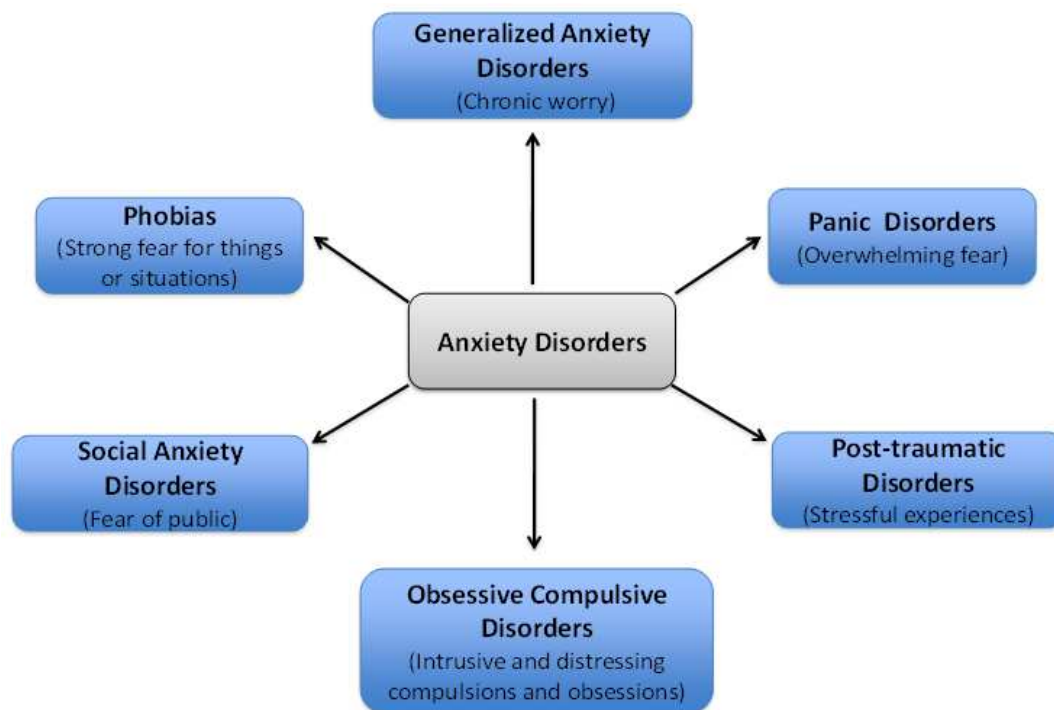 Generalized Anxiety
Disorders
(Chronic worry)
Phobias
(Strong fear for things
or situations)
Panic Disorders
(Overwhelming fear)
Anxiety Disorders
Social Anxiety
Disorders
(Fear of public)
Post-traumatic
Disorders
(Stressful experiences)
Obsessive Compulsive
Disorders
(Intrusive and distressing
compulsions and obsessions)